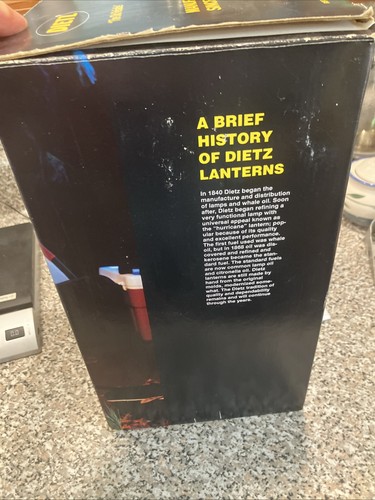 DIETZ
A BRIEF
HISTORY
OF DIETZ
LANTERNS
In 1840 Dietz began the
manufacture and distribution
of lamps and whale oil. Soon
after, Dietz began refining a
very functional lamp with
universal appeal known as
the "hurricane" lantern; pop-
ular because of its quality
and excellent performance.
The first fuel used was whale
oil, but in 1868 oil was dis-
covered and refined and
kerosene became the stan-
dard fuel. The standard fuels
are now common lamp oil
and citronella oil. Dietz
lanterns are still made by
hand from the original
molds, modernized some-
what. The Dietz tradition of
quality and dependability
remains and will continue
through the years.